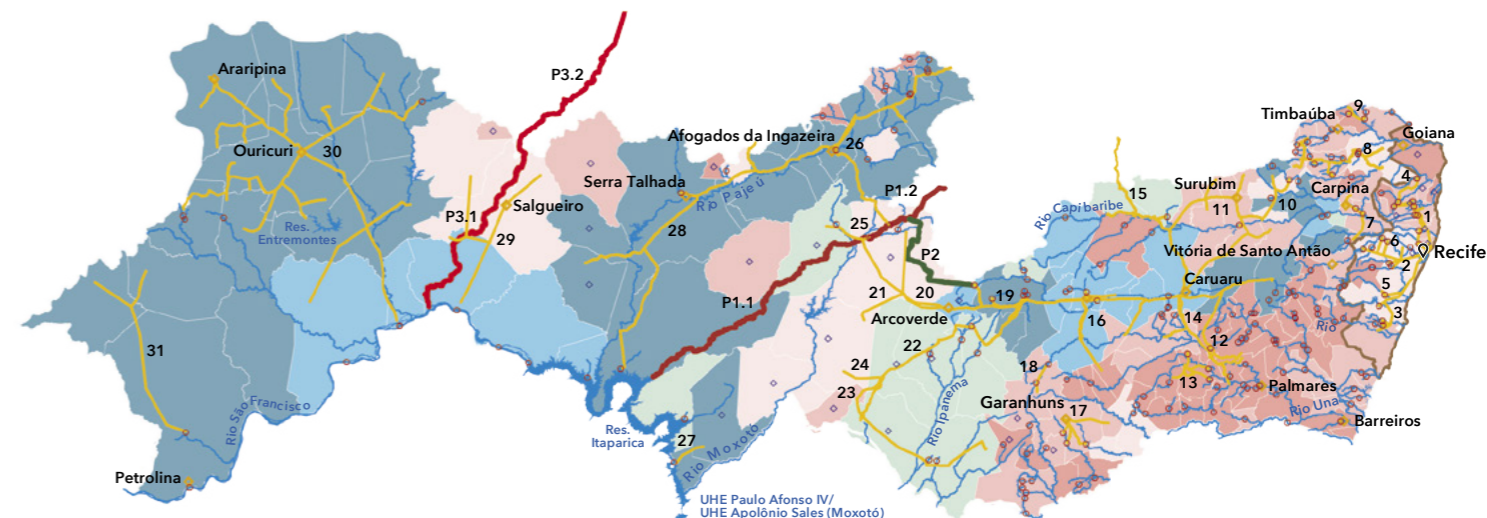 P3.2
Araripina
Ouricuri
30
Res.
Entremontes
P3.1
Salgueiro
29
31
Rio São Francisco
Petrolina
Afogados da Ingazeira
26
Serra Talhada
Rio Pajeú
28
P1.2
25
P2
P1.1
21
20
Arcoverde
19
24
23
22
Rio Ipanema
Res.
Itaparica
27
Rio Moxotó
UHE Paulo Afonso IV/
UHE Apolônio Sales (Moxotó)
Timbaúba
9
Goiana
8
4
15
Surubim
Carpina
10
11
Rio Capibaribe
7
1
Vitória de Santo Antão
6
Recife
2
Caruaru
5
3
16
14
Rio
12
18
13
Palmares
Garanhuns
17
Rio Una
Barreiros